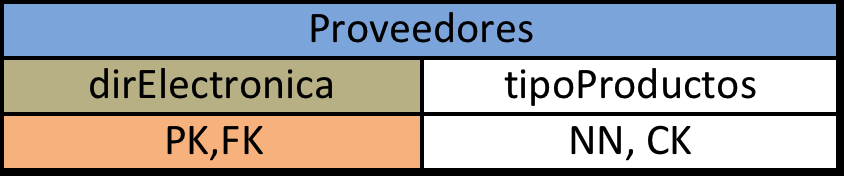 Proveedores
dirElectronica tipoProductos
PK,FK NN, CK